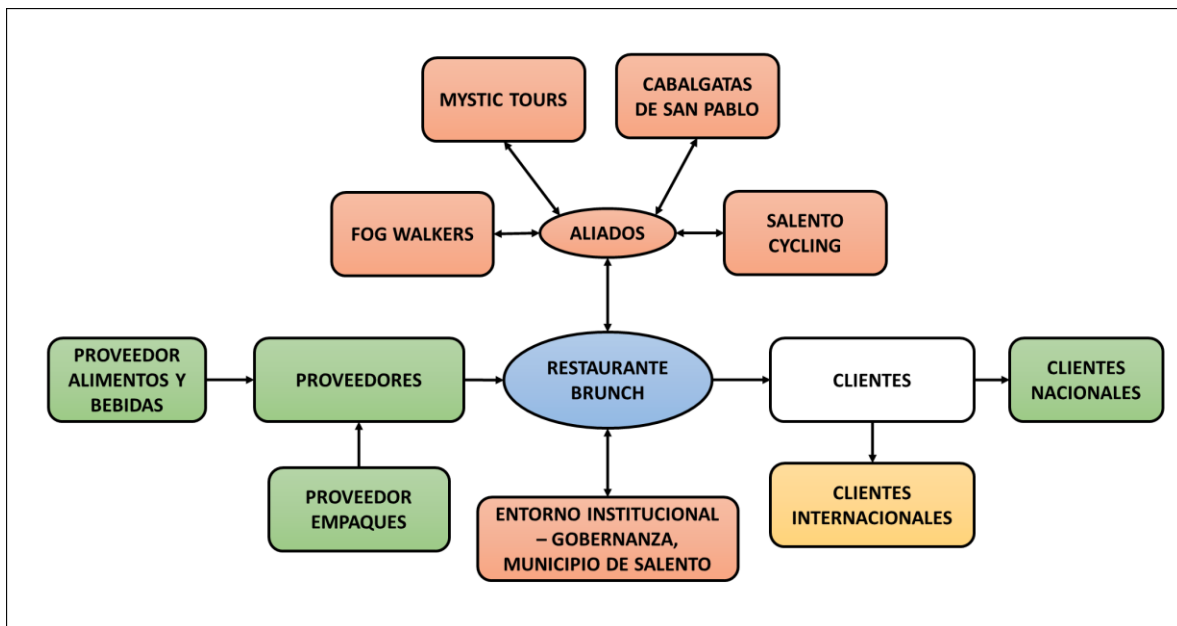 MYSTIC TOURS
CABALGATAS
DE SAN PABLO
FOG WALKERS
ALIADOS
SALENTO
CYCLING
PROVEEDOR
ALIMENTOS Y
BEBIDAS
PROVEEDORES
RESTAURANTE
BRUNCH
CLIENTES
CLIENTES
NACIONALES
PROVEEDOR
EMPAQUES
ENTORNO INSTITUCIONAL
– GOBERNANZA,
MUNICIPIO DE SALENTO
CLIENTES
INTERNACIONALES